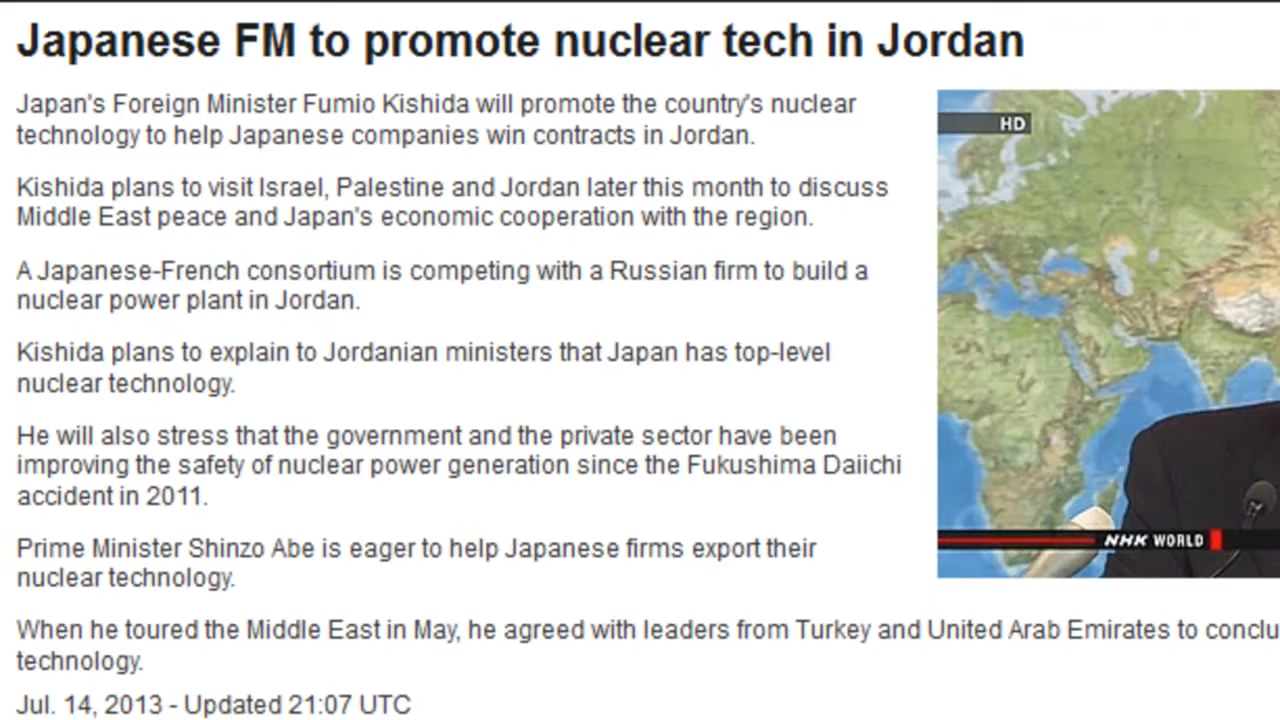 Japanese FM to promote nuclear tech in Jordan
Japan's Foreign Minister Fumio Kishida will promote the country's nuclear
technology to help Japanese companies win contracts in Jordan.
Kishida plans to visit Israel, Palestine and Jordan later this month to discuss
Middle East peace and Japan's economic cooperation with the region.
A Japanese-French consortium is competing with a Russian firm to build a
nuclear power plant in Jordan.
Kishida plans to explain to Jordanian ministers that Japan has top-level
nuclear technology.
He will also stress that the government and the private sector have been
improving the safety of nuclear power generation since the Fukushima Daiichi
accident in 2011.
Prime Minister Shinzo Abe is eager to help Japanese firms export their
nuclear technology.
When he toured the Middle East in May, he agreed with leaders from Turkey and United Arab Emirates to conclu
technology.
Jul. 14, 2013 - Updated 21:07 UTC
HD
NHK WORLD